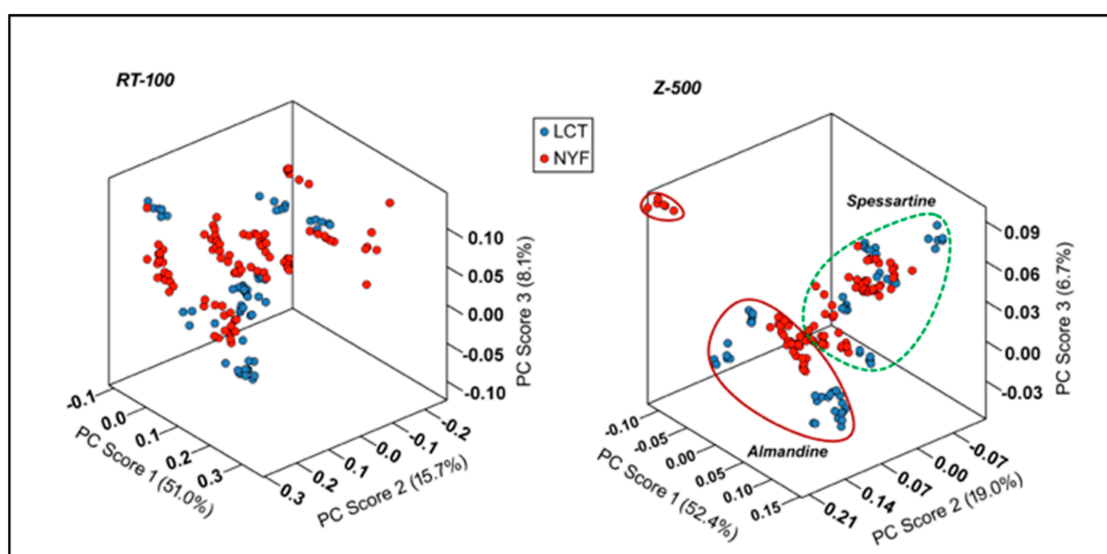 RT-100
0.10
0.05
0.00
-0.05
-0.10
PC Score 3 (8.1%)
-0.1
0.0
0.1
0.2
0.3
PC Score 1 (51.0%)
-0.2
-0.1
0.0
0.1
0.2
0.3
PC Score 2 (15.7%)
LCT
NYF
Z-500
Spessartine
Almandine
0.09
0.06
0.03
0.00
-0.03
PC Score 3 (6.7%)
-0.10
-0.05
0.00
0.05
0.10
0.15
PC Score 1 (52.4%)
-0.07
0.00
0.07
0.14
0.21
PC Score 2 (19.0%)